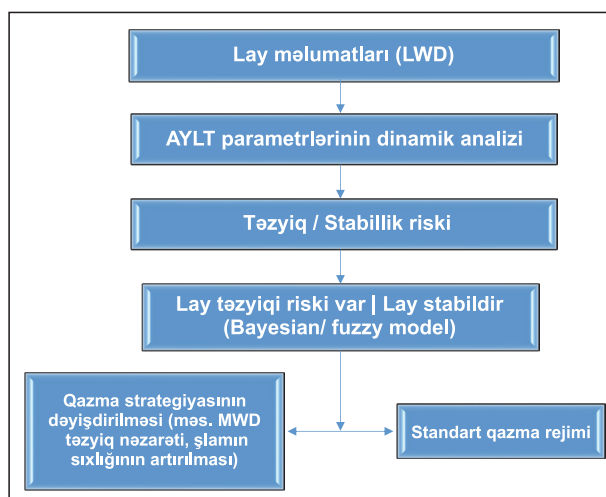 Lay məlumatları (LWD)
AYLT parametrlərinin dinamik analizi
Təzyiq / Stabillik riski
Lay təzyiqi riski var | Lay stabildir
(Bayesian/ fuzzy model)
Qazma strategiyasının
dəyişdirilməsi (məs. MWD
təzyiq nəzarəti, şlamın
sıxlığının artırılması)
Standart qazma rejimi